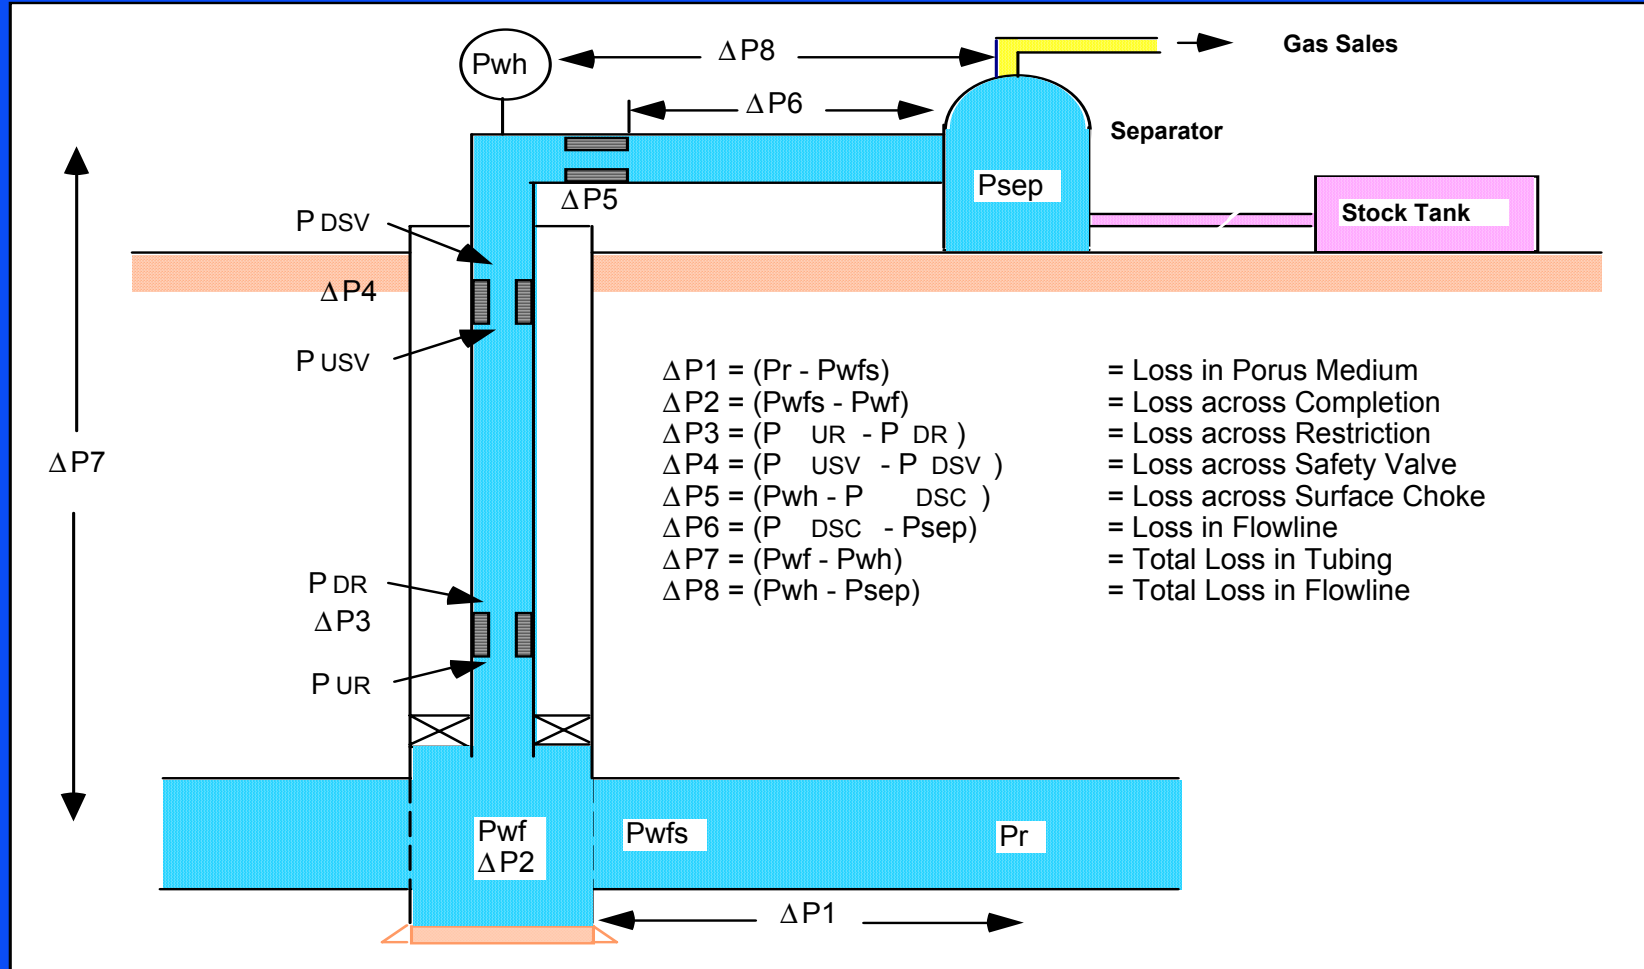 Pwh
ΔP8
Gas Sales
ΔP6
Separator
ΔP5
Psep
Stock Tank
P DSV
ΔP4
P USV
ΔP7
ΔP1 = (Pr - Pwfs) = Loss in Porus Medium
ΔP2 = (Pwfs - Pwf) = Loss across Completion
ΔP3 = (P UR - P DR ) = Loss across Restriction
ΔP4 = (P USV - P DSV ) = Loss across Safety Valve
ΔP5 = (Pwh - P DSC ) = Loss across Surface Choke
ΔP6 = (P DSC - Psep) = Loss in Flowline
ΔP7 = (Pwf - Pwh) = Total Loss in Tubing
ΔP8 = (Pwh - Psep) = Total Loss in Flowline
P DR
ΔP3
P UR
Pwf
ΔP2
Pwfs
Pr
ΔP1